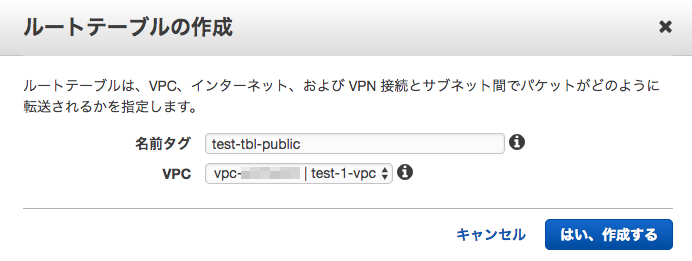 ルートテーブルの作成
ルートテーブルは、VPC、インターネット、および VPN 接続とサブネット間でパケットがどのように
転送されるかを指定します。
名前タグ test-tbl-public
VPC vpc- | test-1-vpc
キャンセル はい、作成する